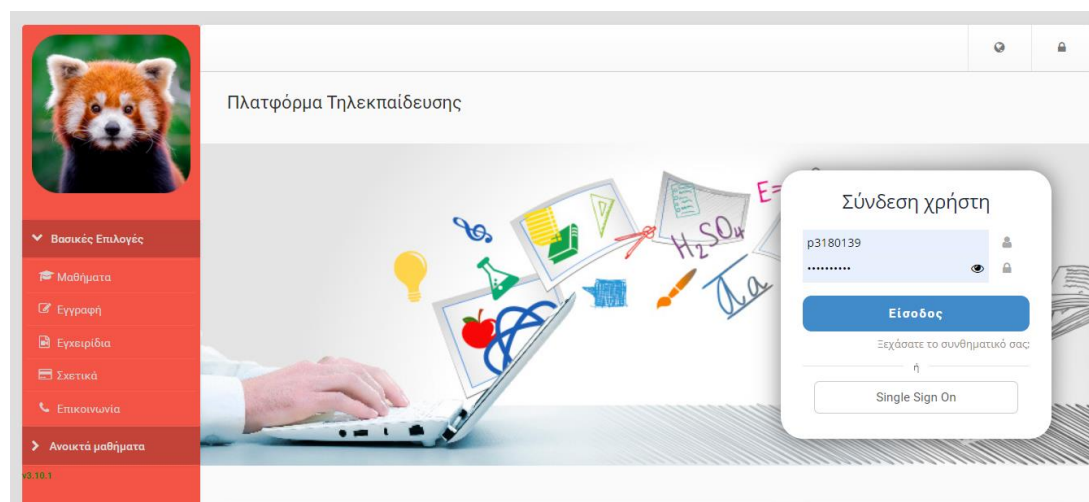 Πλατφόρμα Τηλεκπαίδευσης
Βασικές Επιλογές
Μαθήματα
Εγγραφή
Εγχειρίδια
Σχετικά
Επικοινωνία
Ανοικτά μαθήματα
v3.10.1
E=
H₂SO₄
Aa
Σύνδεση χρήστη
p3180139
••••••••••
Είσοδος
Ξεχάσατε το συνθηματικό σας;
ή
Single Sign On